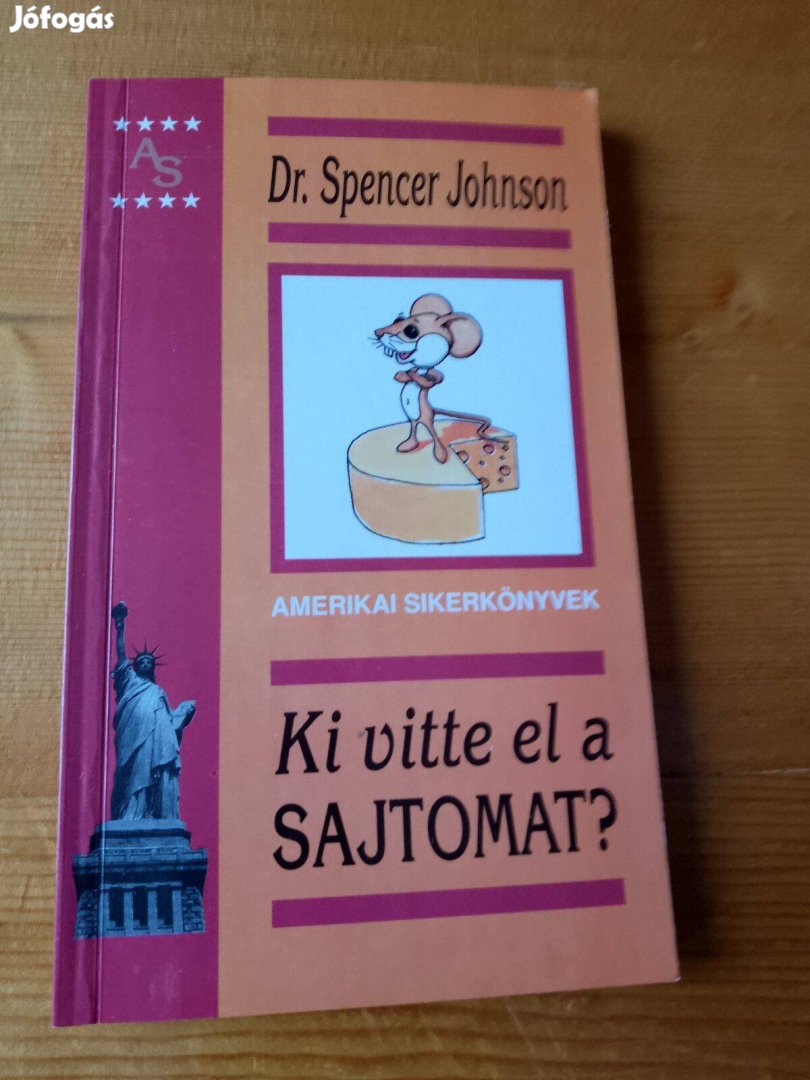 Jófogás
AS
Dr. Spencer Johnson
AMERIKAI SIKERKÖNYVEK
Ki vitte el a
SAJTOMAT?